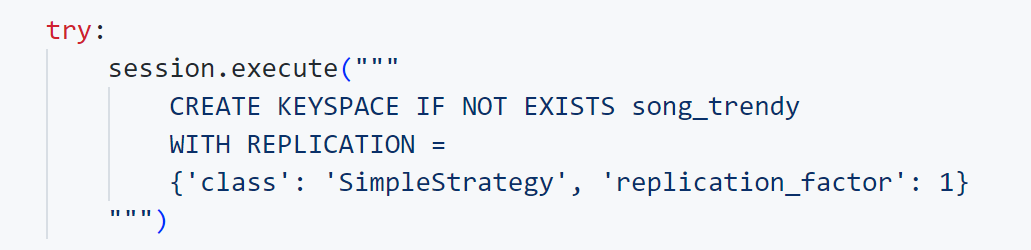 try:
session.execute("""
CREATE KEYSPACE IF NOT EXISTS song_trendy
WITH REPLICATION =
{'class': 'SimpleStrategy', 'replication_factor': 1}
""")